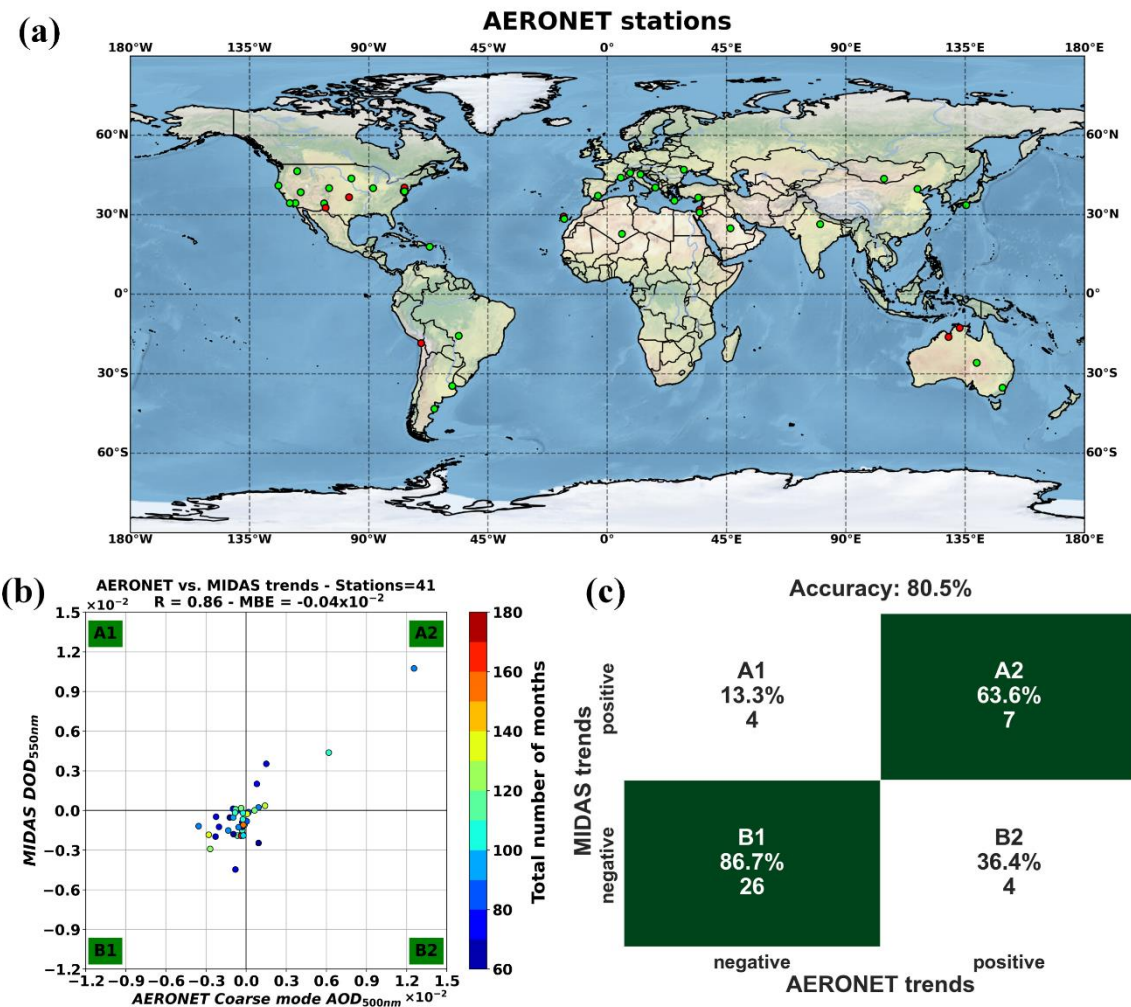 AERONET stations
(a)
180°W 135°W 90°W 45°W 0° 45°E 90°E 135°E 180°E
60°N 60°N
30°N 30°N
0° 0°
30°S 30°S
60°S 60°S
180°W 135°W 90°W 45°W 0° 45°E 90°E 135°E 180°E
(b)
AERONET vs. MIDAS trends - Stations=41
R = 0.86 - MBE = -0.04x10⁻²
×10⁻²
1.5
1.2
0.9
0.6
0.3
0.0
−0.3
−0.6
−0.9
−1.2
MIDAS DOD550nm
A1 A2
B1 B2
−1.2−0.9−0.6−0.3 0.0 0.3 0.6 0.9 1.2 1.5
AERONET Coarse mode AOD500nm ×10⁻²
180
160
140
120
100
80
60
Total number of months
(c)
Accuracy: 80.5%
MIDAS trends
positive
negative
A1
13.3%
4
A2
63.6%
7
B1
86.7%
26
B2
36.4%
4
negative positive
AERONET trends